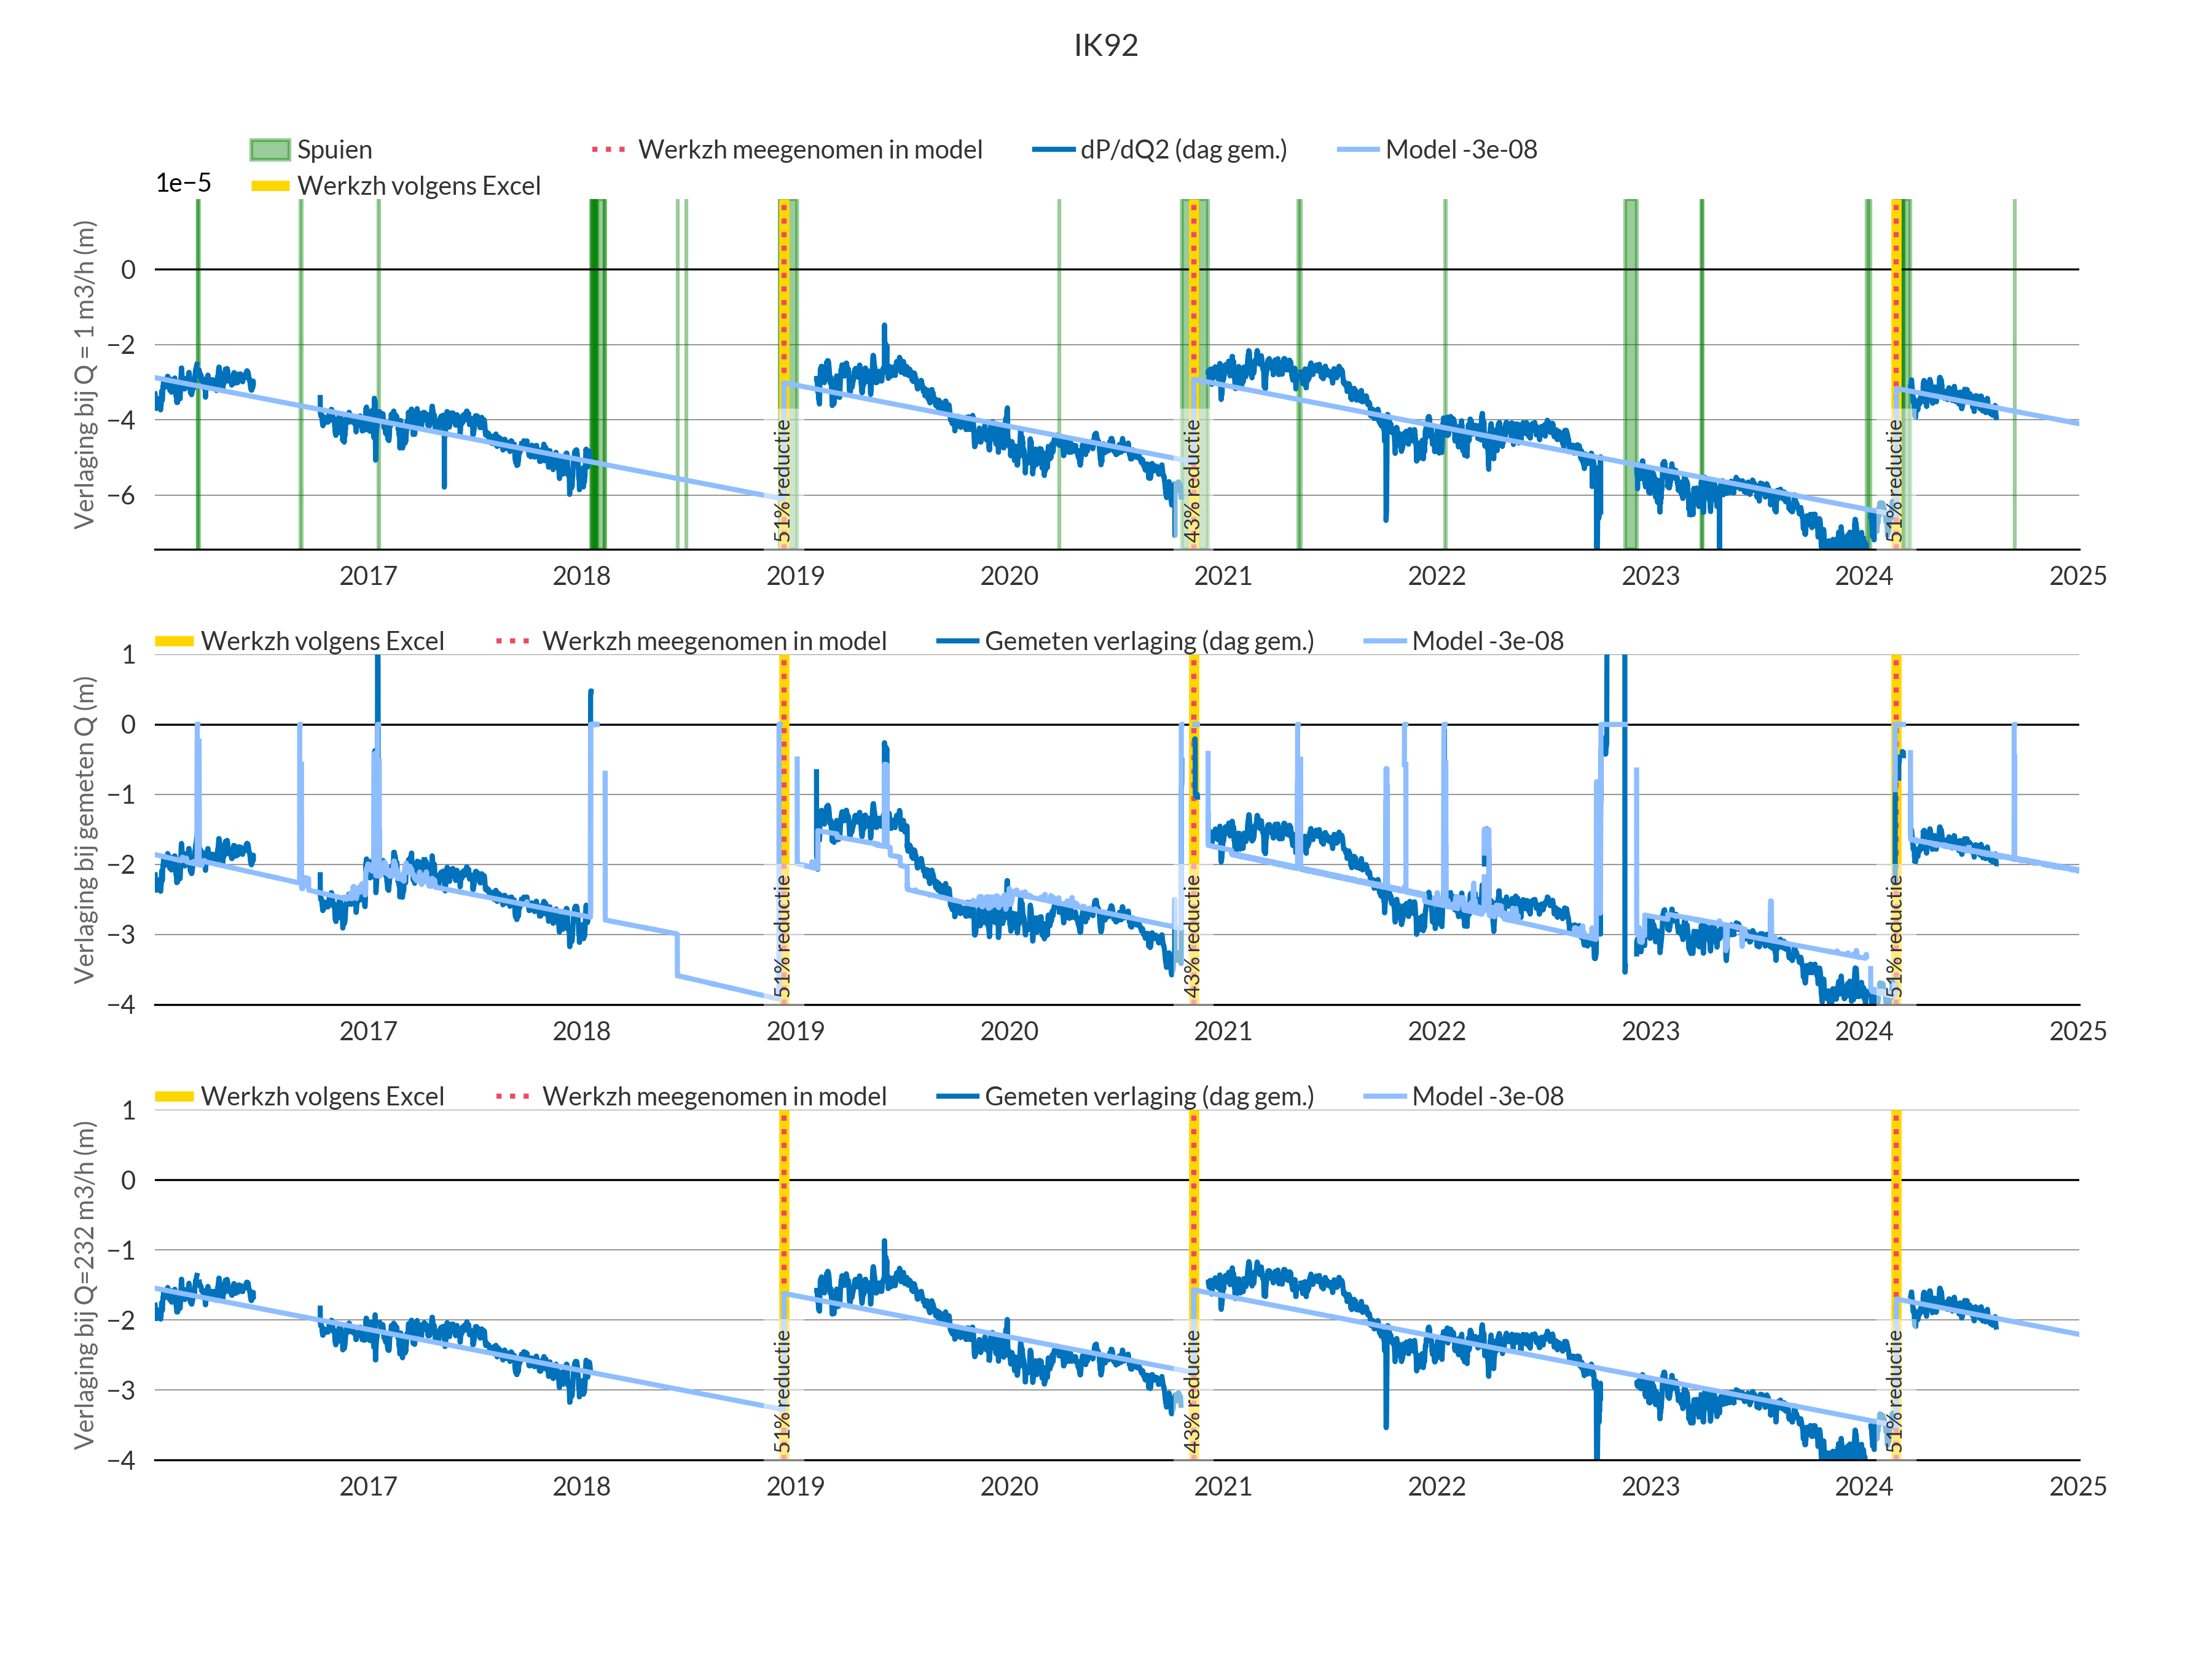 IK92
Spuien
Werkzh meegenomen in model
dP/dQ2 (dag gem.)
Model -3e-08
Werkzh volgens Excel
1e−5
Verlaging bij Q = 1 m3/h (m)
0
−2
−4
−6
51% reductie
43% reductie
51% reductie
2017 2018 2019 2020 2021 2022 2023 2024 2025
Werkzh volgens Excel
Werkzh meegenomen in model
Gemeten verlaging (dag gem.)
Model -3e-08
Verlaging bij gemeten Q (m)
1
0
−1
−2
−3
−4
51% reductie
43% reductie
51% reductie
2017 2018 2019 2020 2021 2022 2023 2024 2025
Werkzh volgens Excel
Werkzh meegenomen in model
Gemeten verlaging (dag gem.)
Model -3e-08
Verlaging bij Q=232 m3/h (m)
1
0
−1
−2
−3
−4
51% reductie
43% reductie
51% reductie
2017 2018 2019 2020 2021 2022 2023 2024 2025